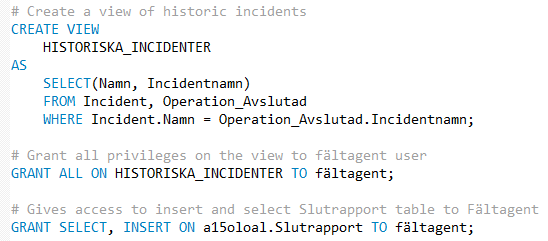 # Create a view of historic incidents
CREATE VIEW
HISTORISKA_INCIDENTER
AS
SELECT(Namn, Incidentnamn)
FROM Incident, Operation_Avslutad
WHERE Incident.Namn = Operation_Avslutad.Incidentnamn;
# Grant all privileges on the view to fältagent user
GRANT ALL ON HISTORISKA_INCIDENTER TO fältagent;
# Gives access to insert and select Slutrapport table to Fältagent
GRANT SELECT, INSERT ON a15oloal.Slutrapport TO fältagent;